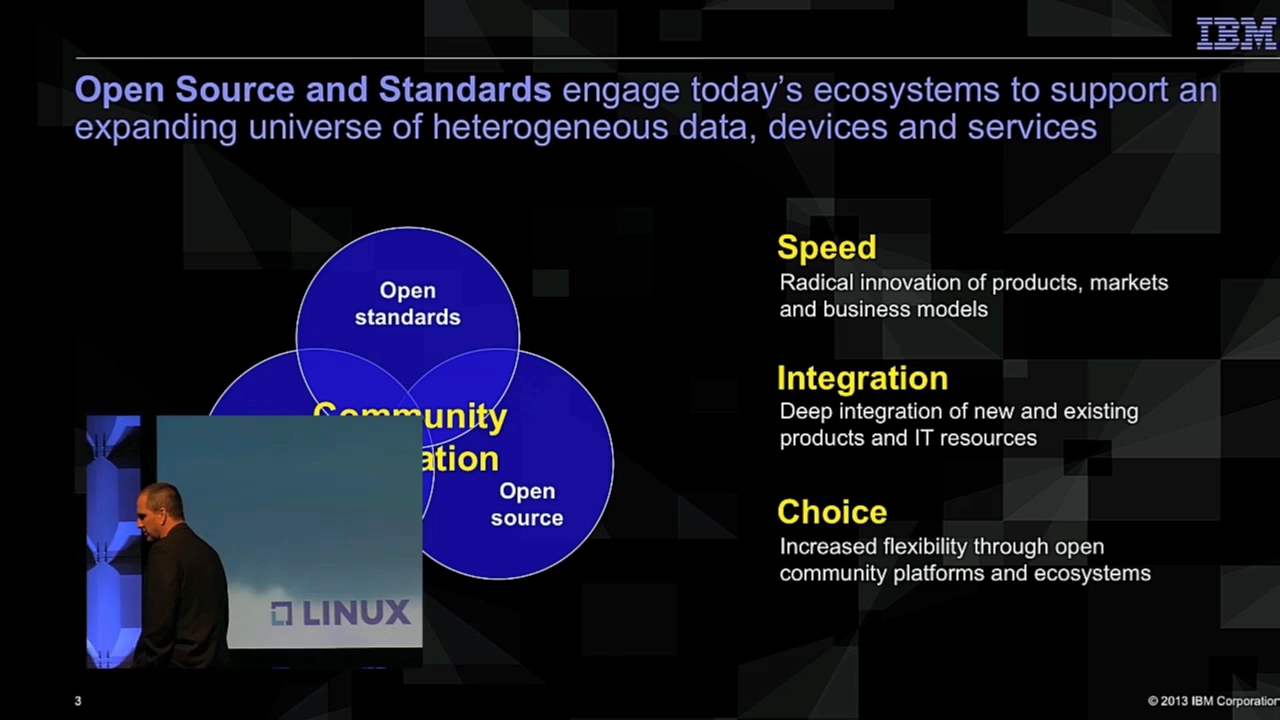 IBM
Open Source and Standards engage today's ecosystems to support an
expanding universe of heterogeneous data, devices and services
Open
standards
Speed
Radical innovation of products, markets
and business models
Integration
Deep integration of new and existing
products and IT resources
Open
source
Choice
Increased flexibility through open
community platforms and ecosystems
LINUX
3
© 2013 IBM Corporation